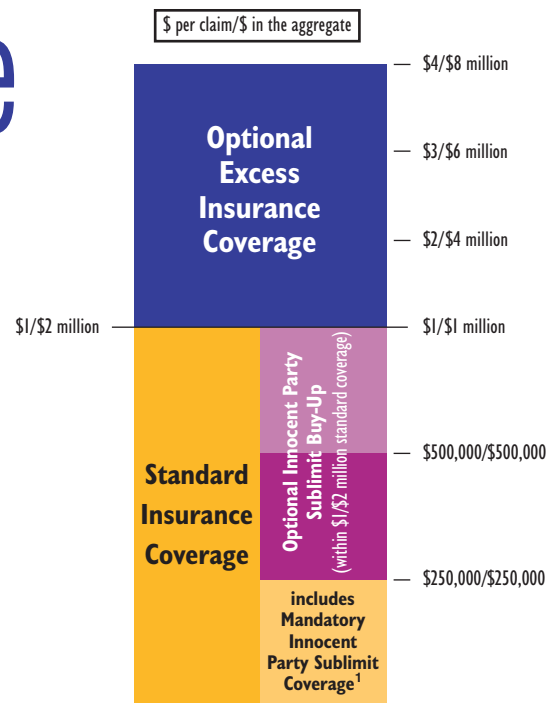 e
$ per claim/$ in the aggregate
$4/$8 million
Optional
Excess
Insurance
Coverage
$3/$6 million
$2/$4 million
$1/$2 million
$1/$1 million
Optional Innocent Party
Sublimit Buy-Up
(within $1/$2 million standard coverage)
$500,000/$500,000
Standard
Insurance
Coverage
$250,000/$250,000
includes
Mandatory
Innocent
Party Sublimit
Coverage¹